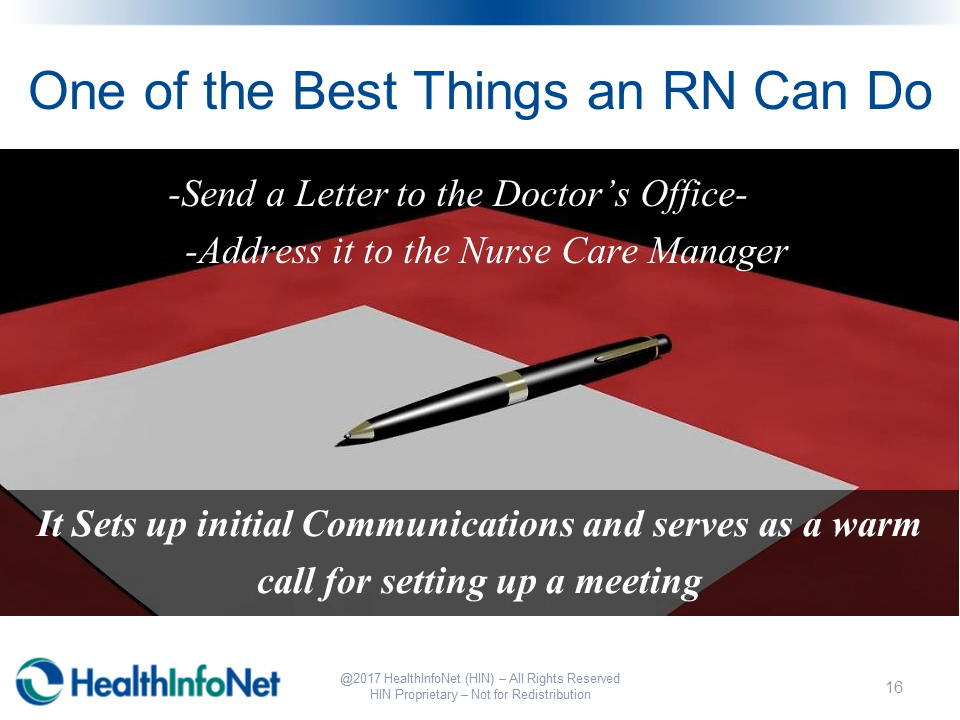 One of the Best Things an RN Can Do
-Send a Letter to the Doctor’s Office-
-Address it to the Nurse Care Manager
It Sets up initial Communications and serves as a warm
call for setting up a meeting
HealthInfoNet
@2017 HealthInfoNet (HIN) – All Rights Reserved
HIN Proprietary – Not for Redistribution
16